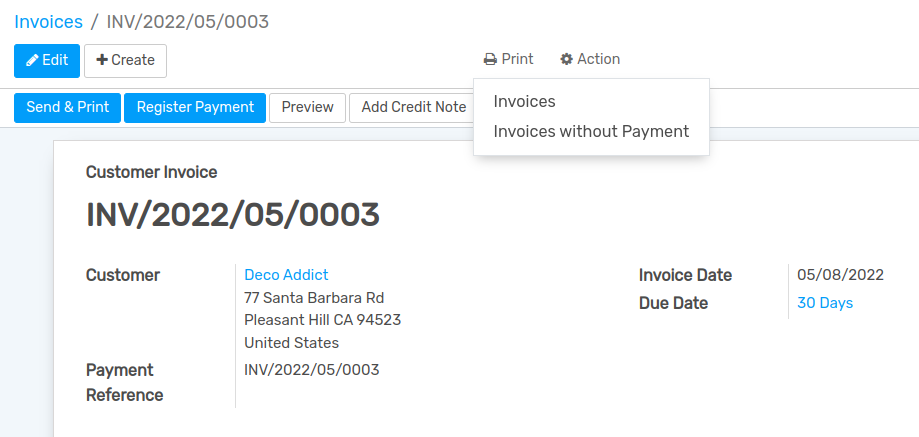 Invoices / INV/2022/05/0003
Edit Create Print Action
Send & Print Register Payment Preview Add Credit Note
Invoices
Invoices without Payment
Customer Invoice
INV/2022/05/0003
Customer Deco Addict Invoice Date 05/08/2022
77 Santa Barbara Rd Due Date 30 Days
Pleasant Hill CA 94523
United States
Payment INV/2022/05/0003
Reference